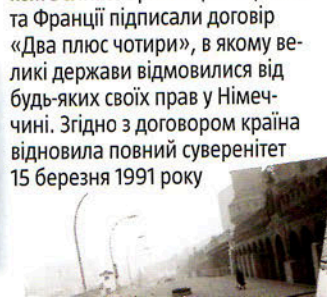 та Франції підписали договір
«Два плюс чотири», в якому ве-
ликі держави відмовилися від
будь-яких своїх прав у Німеч-
чині. Згідно з договором країна
відновила повний суверенітет
15 березня 1991 року